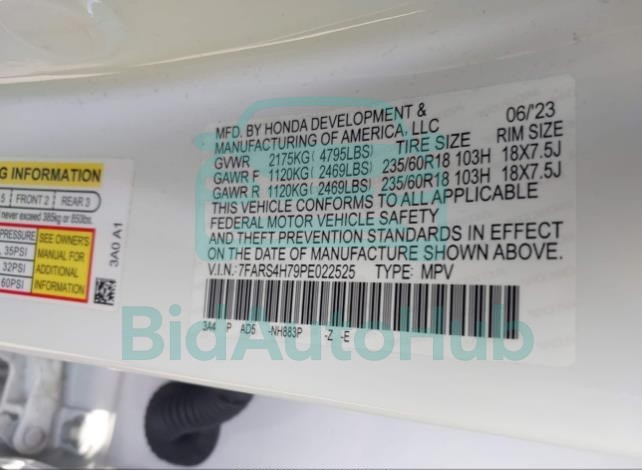 MFD. BY HONDA DEVELOPMENT & 06/23
MANUFACTURING OF AMERICA, LLC
TIRE SIZE RIM SIZE
GVWR 2175KG( 4795LBS)
GAWR F 1120KG( 2469LBS) 235/60R18 103H 18X7.5J
GAWR R 1120KG( 2469LBS) 235/60R18 103H 18X7.5J
THIS VEHICLE CONFORMS TO ALL APPLICABLE
FEDERAL MOTOR VEHICLE SAFETY
AND THEFT PREVENTION STANDARDS IN EFFECT
ON THE DATE OF MANUFACTURE SHOWN ABOVE.
V.I.N.:7FARS4H79PE022525 TYPE: MPV
3A4 P AD5 -NH883P -Z -E
G INFORMATION
5 FRONT 2 REAR 3
never exceed 385kg or 850lbs.
PRESSURE
35PSI
32PSI
60PSI
SEE OWNER'S
MANUAL FOR
ADDITIONAL
INFORMATION
3A0 A1
BidAutoHub